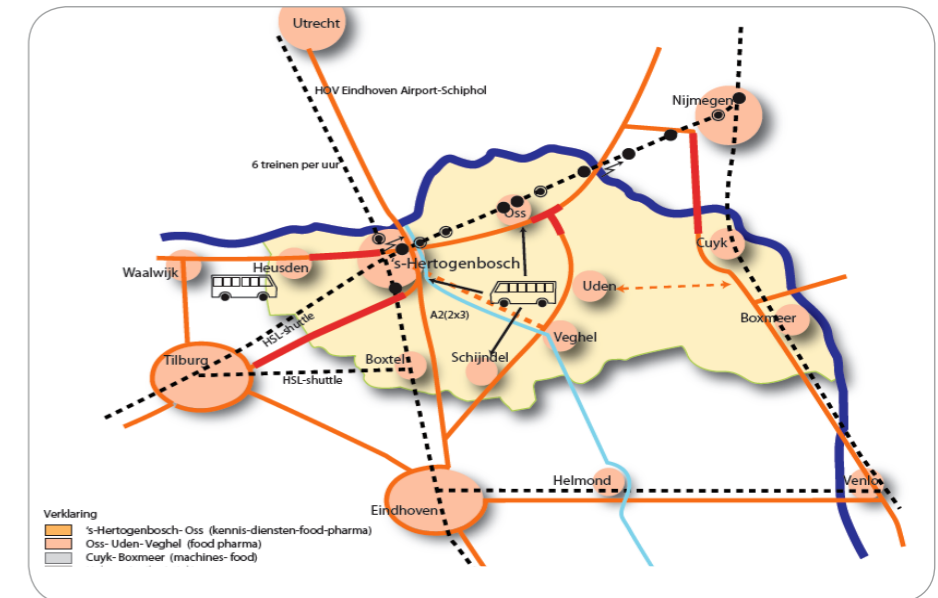 Utrecht
HOV Eindhoven Airport-Schiphol
Nijmegen
6 treinen per uur
Oss
Cuyk
Waalwijk
Heusden
's-Hertogenbosch
Uden
A2(2x3)
Boxmeer
HSL-shuttle
Veghel
Tilburg
Boxtel
Schijndel
HSL-shuttle
Helmond
Venlo
Eindhoven
Verklaring
's-Hertogenbosch- Oss (kennis-diensten-food-pharma)
Oss- Uden- Veghel (food pharma)
Cuyk- Boxmeer (machines- food)